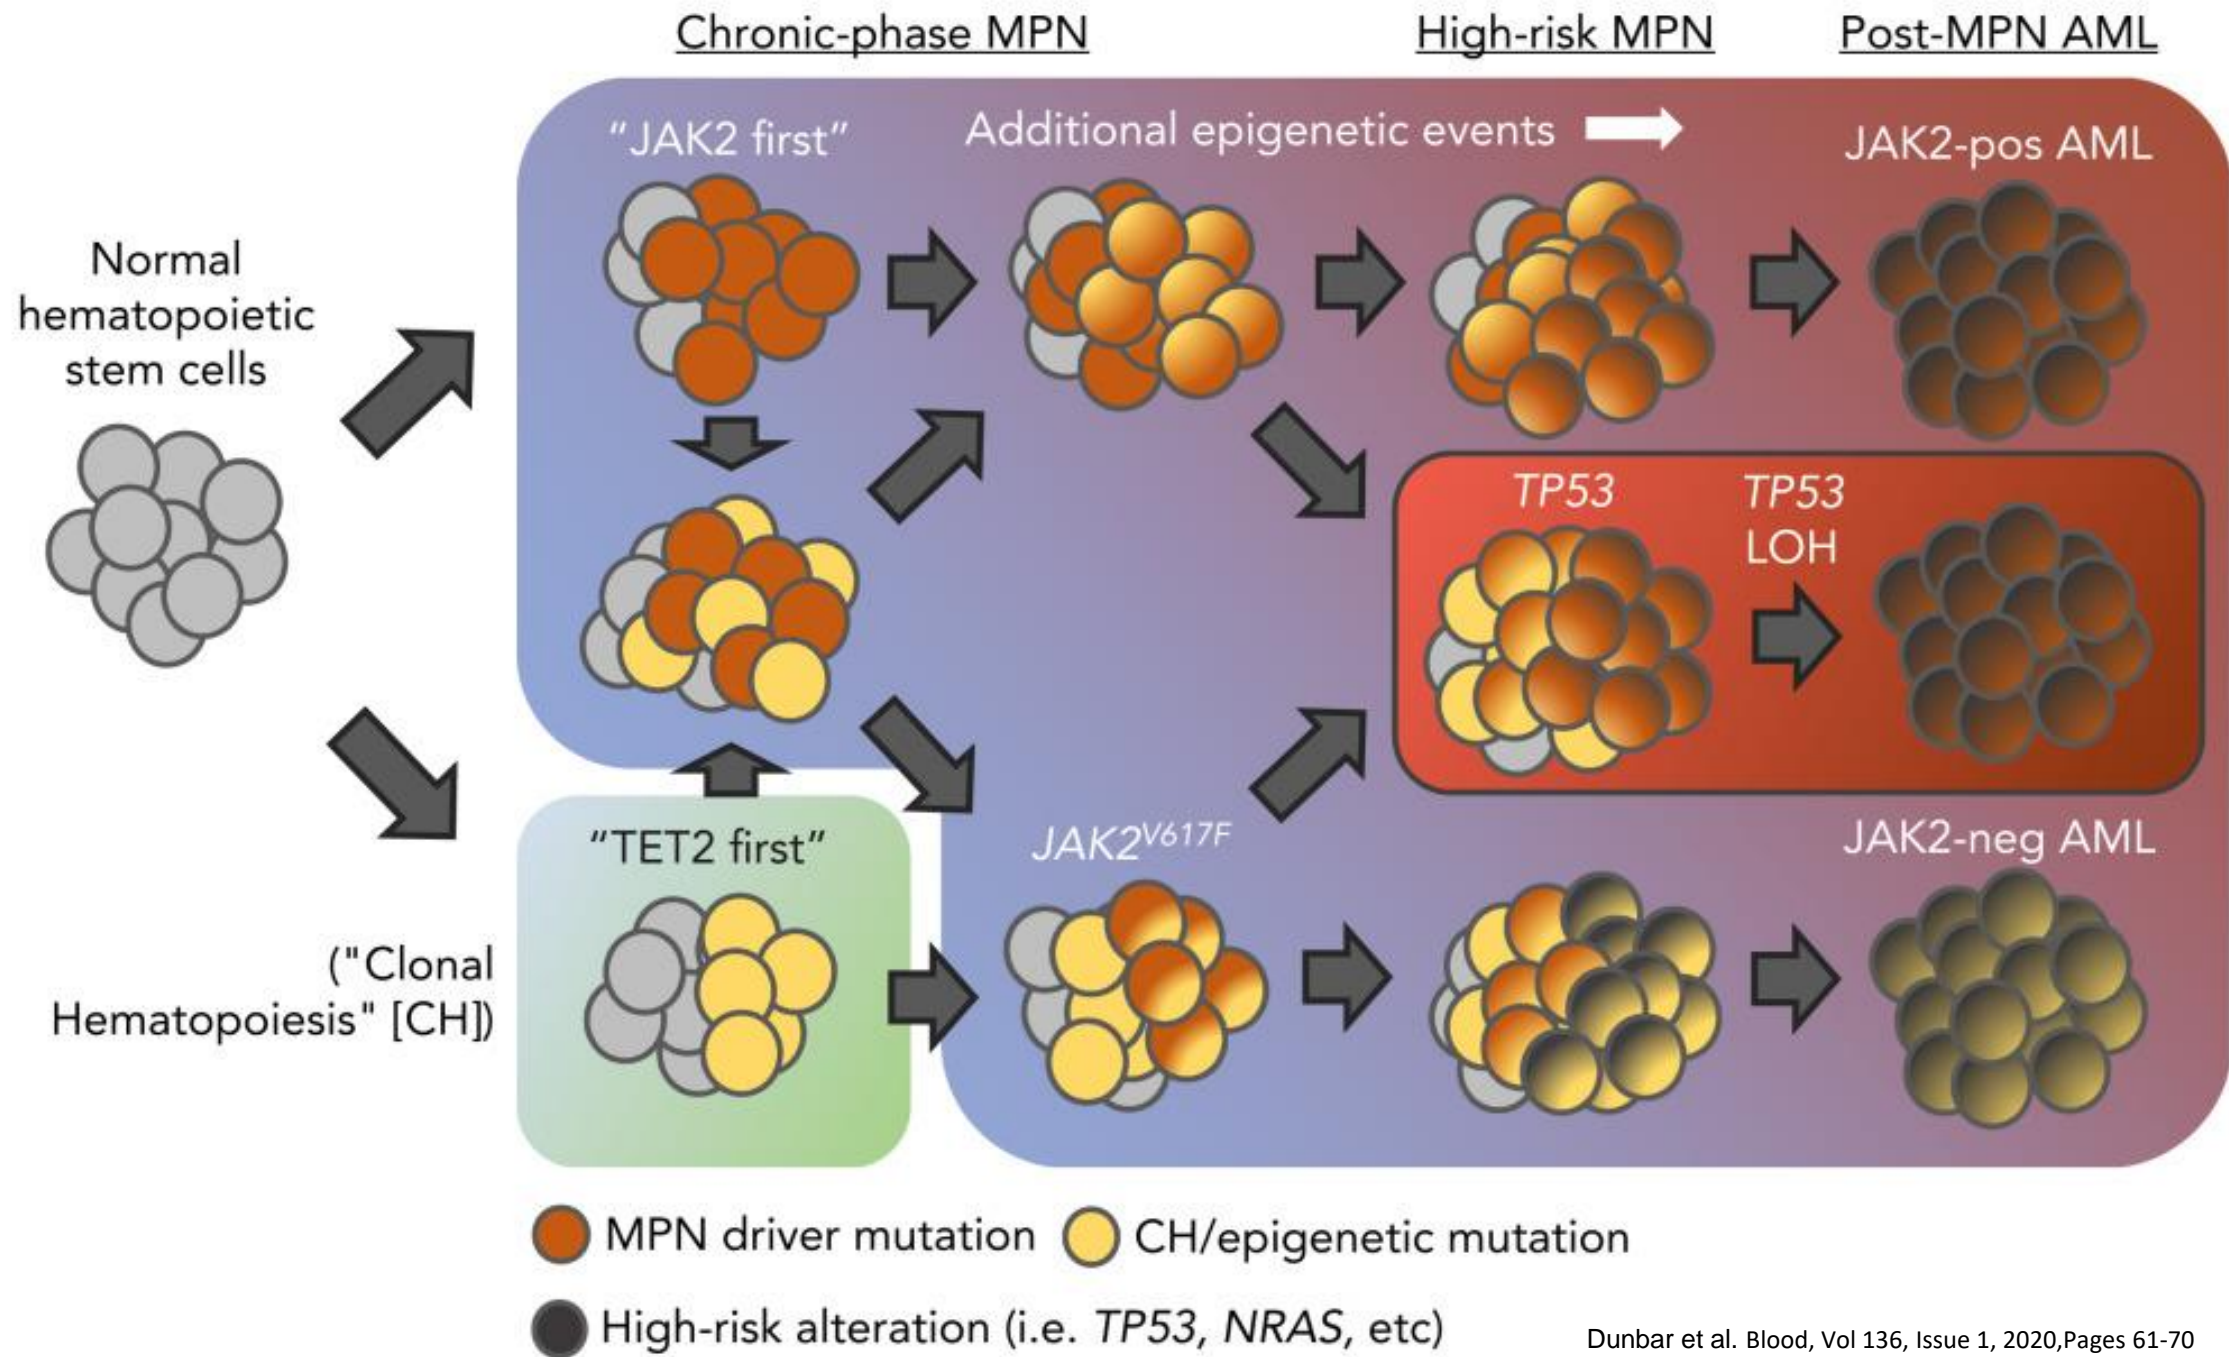 Chronic-phase MPN
High-risk MPN
Post-MPN AML
“JAK2 first”
Additional epigenetic events
JAK2-pos AML
Normal
hematopoietic
stem cells
TP53
TP53
LOH
“TET2 first”
JAK2V617F
JAK2-neg AML
("Clonal
Hematopoiesis" [CH])
MPN driver mutation
CH/epigenetic mutation
High-risk alteration (i.e. TP53, NRAS, etc)
Dunbar et al. Blood, Vol 136, Issue 1, 2020,Pages 61-70